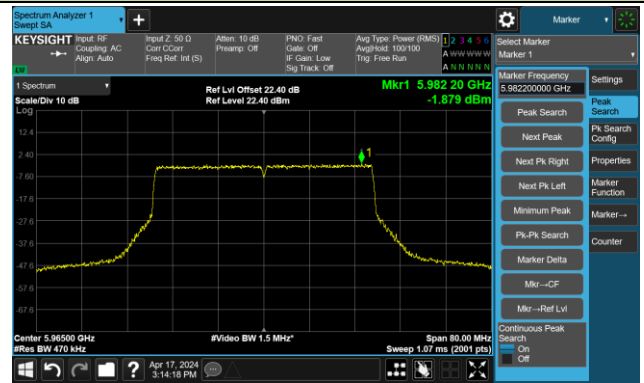 Spectrum Analyzer 1
Swept SA
Marker
KEYSIGHT
Input: RF
Coupling: AC
Align: Auto
Input Z: 50 Ω
Corr CCorr
Freq Ref: Int (S)
Atten: 10 dB
Preamp: Off
PNO: Fast
Gate: Off
IF Gain: Low
Sig Track: Off
Avg Type: Power (RMS)
Avg|Hold: 100/100
Trig: Free Run
1 2 3 4 5 6
A W W W W W
A N N N N N
Select Marker
Marker 1
1 Spectrum
Scale/Div 10 dB
Ref Lvl Offset 22.40 dB
Ref Level 22.40 dBm
Mkr1 5.982 20 GHz
-1.879 dBm
Log
12.4
2.40
-7.60
-17.6
-27.6
-37.6
-47.6
-57.6
-67.6
1
Center 5.96500 GHz
#Res BW 470 kHz
#Video BW 1.5 MHz*
Span 80.00 MHz
Sweep 1.07 ms (2001 pts)
Marker Frequency
5.982200000 GHz
Peak Search
Next Peak
Next Pk Right
Next Pk Left
Minimum Peak
Pk-Pk Search
Marker Delta
Mkr→CF
Mkr→Ref Lvl
Continuous Peak
Search
On
Off
Settings
Peak
Search
Pk Search
Config
Properties
Marker
Function
Marker→
Counter
Apr 17, 2024
3:14:18 PM